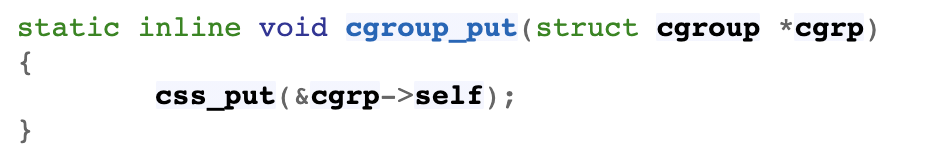 static inline void cgroup_put(struct cgroup *cgrp)
{
        css_put(&cgrp->self);
}